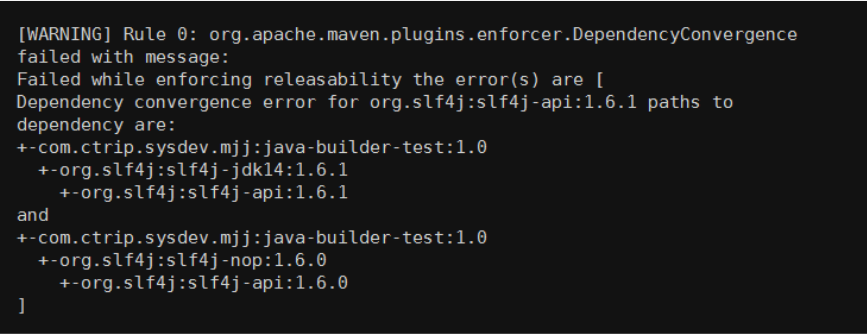 [WARNING] Rule 0: org.apache.maven.plugins.enforcer.DependencyConvergence
failed with message:
Failed while enforcing releasability the error(s) are [
Dependency convergence error for org.slf4j:slf4j-api:1.6.1 paths to
dependency are:
+-com.ctrip.sysdev.mjj:java-builder-test:1.0
  +-org.slf4j:slf4j-jdk14:1.6.1
    +-org.slf4j:slf4j-api:1.6.1
and
+-com.ctrip.sysdev.mjj:java-builder-test:1.0
  +-org.slf4j:slf4j-nop:1.6.0
    +-org.slf4j:slf4j-api:1.6.0
]